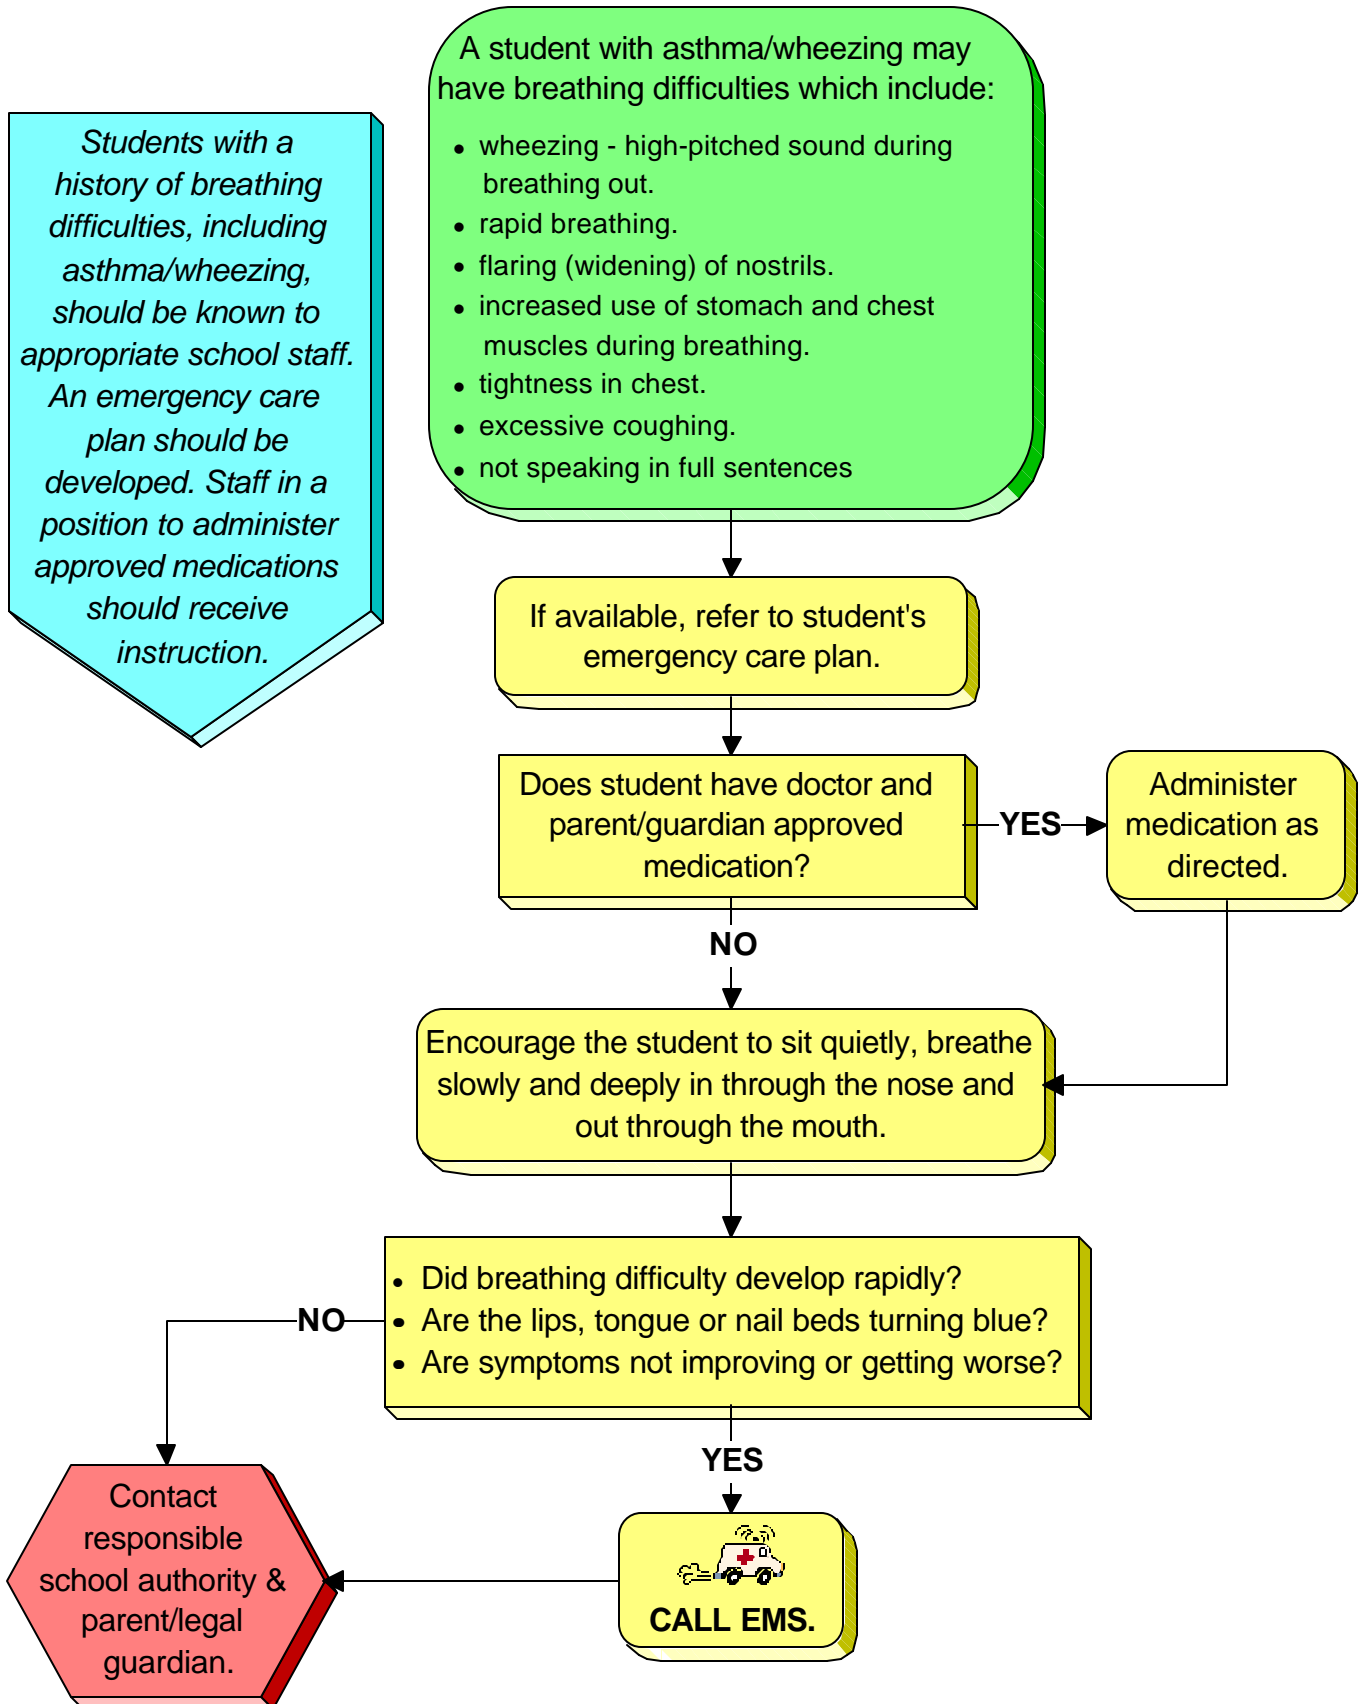 Students with a
history of breathing
difficulties, including
asthma/wheezing,
should be known to
appropriate school staff.
An emergency care
plan should be
developed. Staff in a
position to administer
approved medications
should receive
instruction.
A student with asthma/wheezing may
have breathing difficulties which include:
• wheezing - high-pitched sound during
breathing out.
• rapid breathing.
• flaring (widening) of nostrils.
• increased use of stomach and chest
muscles during breathing.
• tightness in chest.
• excessive coughing.
• not speaking in full sentences
If available, refer to student's
emergency care plan.
Does student have doctor and
parent/guardian approved
medication?
YES
Administer
medication as
directed.
NO
Encourage the student to sit quietly, breathe
slowly and deeply in through the nose and
out through the mouth.
• Did breathing difficulty develop rapidly?
• Are the lips, tongue or nail beds turning blue?
• Are symptoms not improving or getting worse?
NO
YES
CALL EMS.
Contact
responsible
school authority &
parent/legal
guardian.